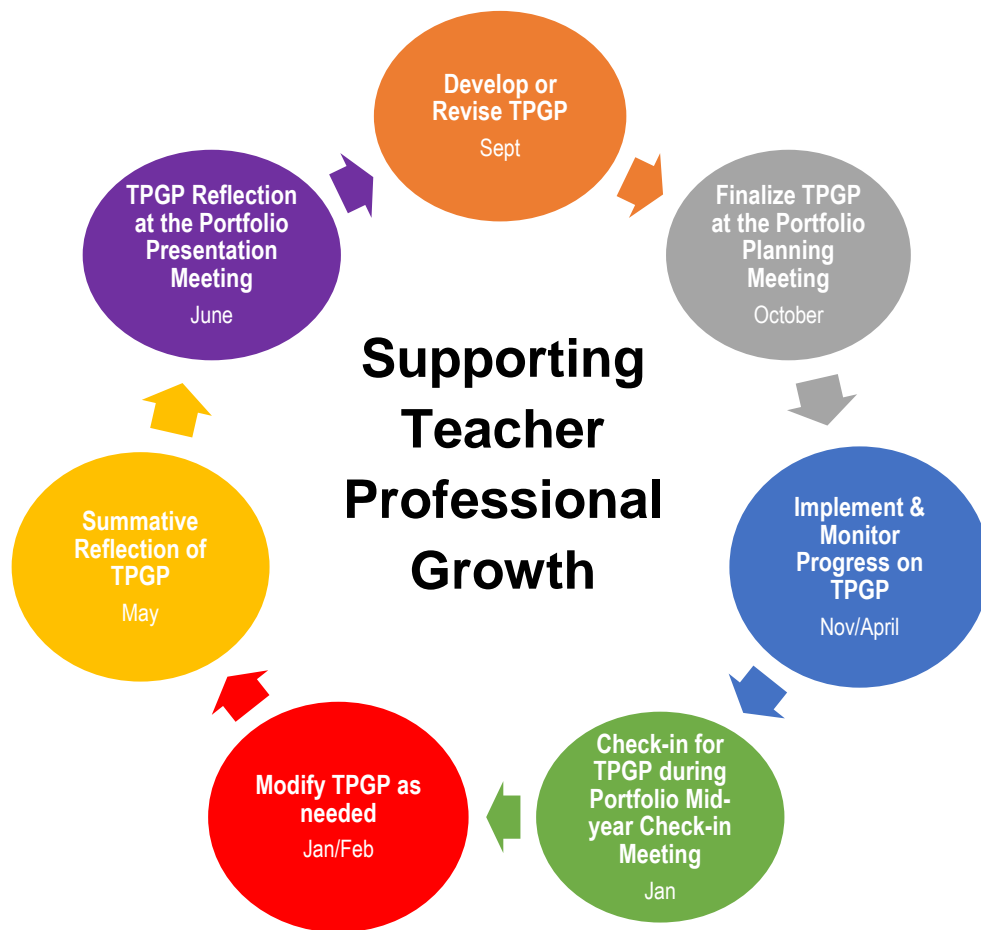 Develop or
Revise TPGP
Sept
Finalize TPGP
at the Portfolio
Planning
Meeting
October
Implement &
Monitor
Progress on
TPGP
Nov/April
Check-in for
TPGP during
Portfolio Mid-
year Check-in
Meeting
Jan
Modify TPGP as
needed
Jan/Feb
Summative
Reflection of
TPGP
May
TPGP Reflection
at the Portfolio
Presentation
Meeting
June
Supporting
Teacher
Professional
Growth